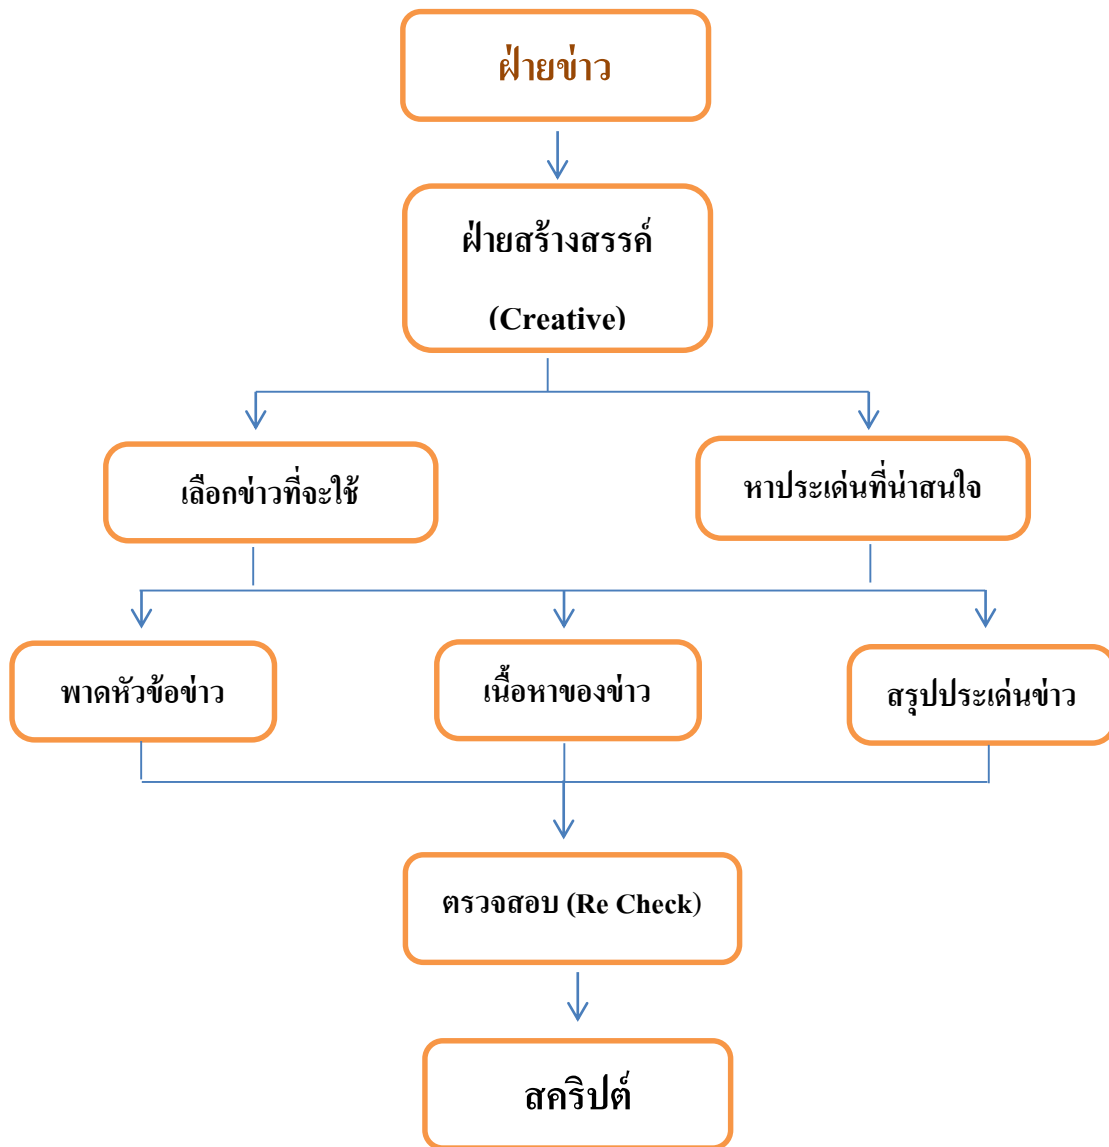 ฝ่ายข่าว
ฝ่ายสร้างสรรค์
(Creative)
เลือกข่าวที่จะใช้
หาประเด่นที่น่าสนใจ
พาดหัวข้อข่าว
เนื้อหาของข่าว
สรุปประเด่นข่าว
ตรวจสอบ (Re Check)
สคริปต์